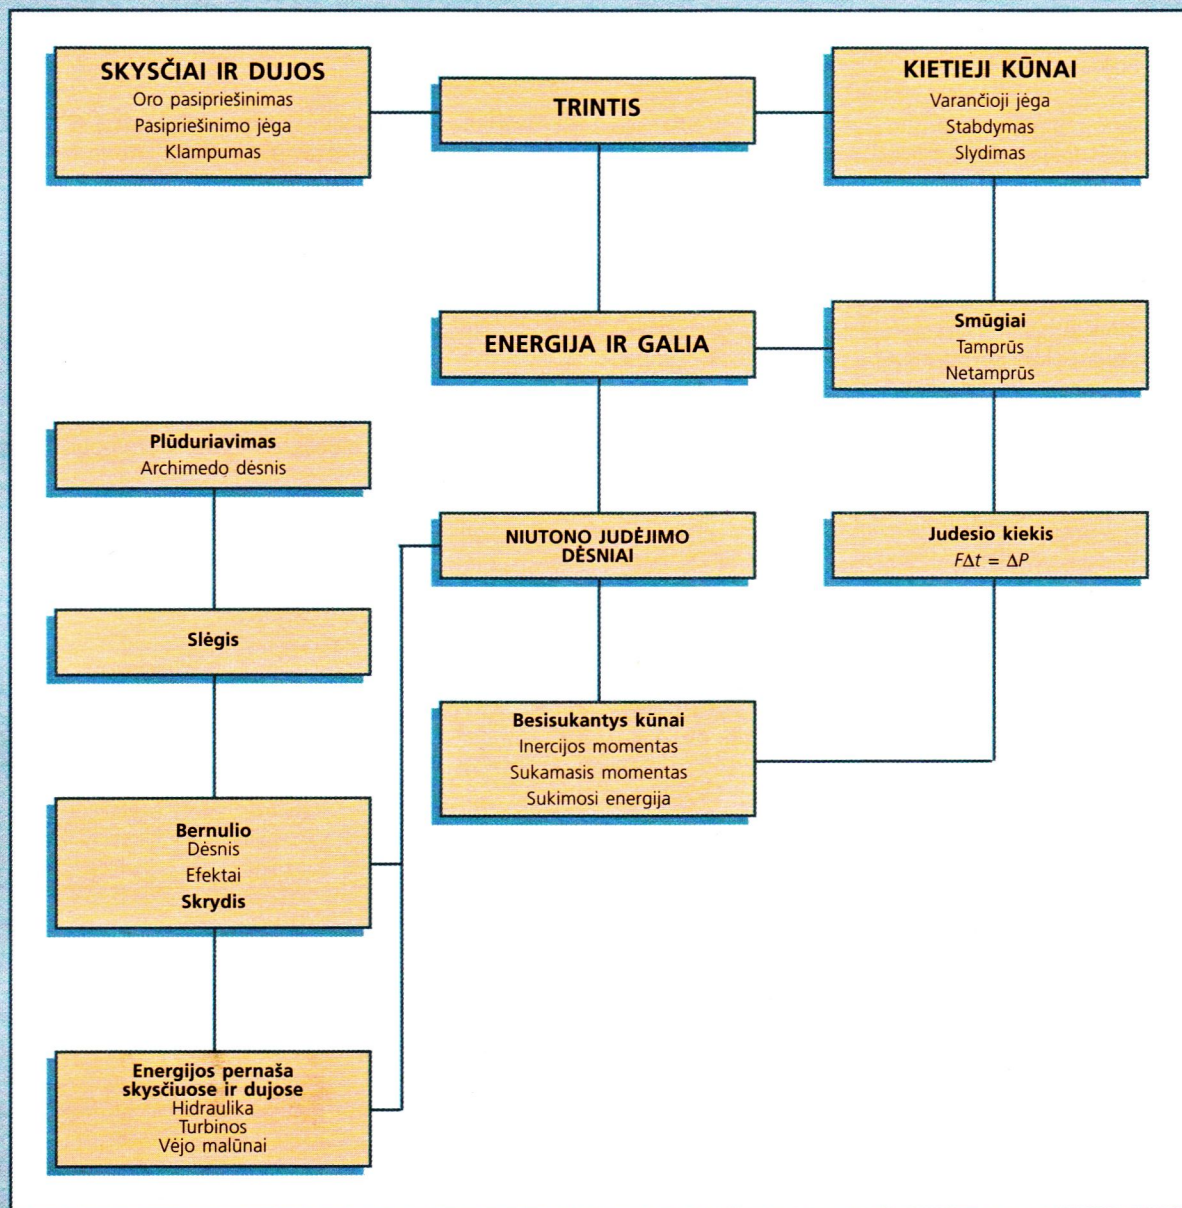 SKYSČIAI IR DUJOS
Oro pasipriešinimas
Pasipriešinimo jėga
Klampumas
TRINTIS
KIETIEJI KŪNAI
Varančioji jėga
Stabdymas
Slydimas
ENERGIJA IR GALIA
Smūgiai
Tamprūs
Netamprūs
Plūduriavimas
Archimedo dėsnis
NIUTONO JUDĖJIMO
DĖSNIAI
Judesio kiekis
FΔt = ΔP
Slėgis
Besisukantys kūnai
Inercijos momentas
Sukamasis momentas
Sukimosi energija
Bernulio
Dėsnis
Efektai
Skrydis
Energijos pernaša
skysčiuose ir dujose
Hidraulika
Turbinos
Vėjo malūnai